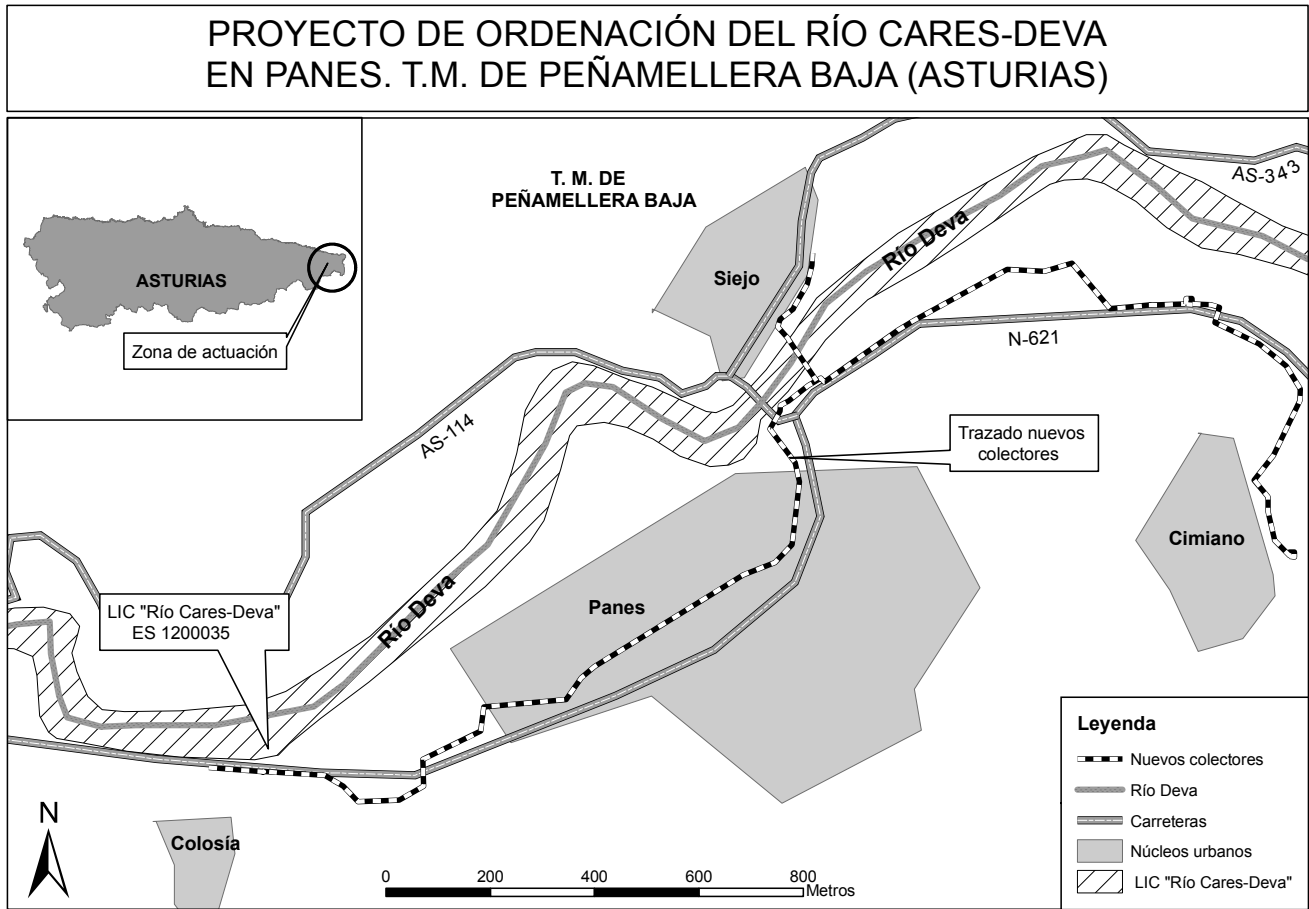 PROYECTO DE ORDENACIÓN DEL RÍO CARES-DEVA
EN PANES. T.M. DE PEÑAMELLERA BAJA (ASTURIAS)
ASTURIAS
Zona de actuación
T. M. DE
PEÑAMELLERA BAJA
AS-343
Río Deva
Siejo
N-621
AS-114
Trazado nuevos
colectores
Cimiano
Panes
Río Deva
LIC "Río Cares-Deva"
ES 1200035
Colosía
N
0 200 400 600 800
Metros
Leyenda
Nuevos colectores
Río Deva
Carreteras
Núcleos urbanos
LIC "Río Cares-Deva"